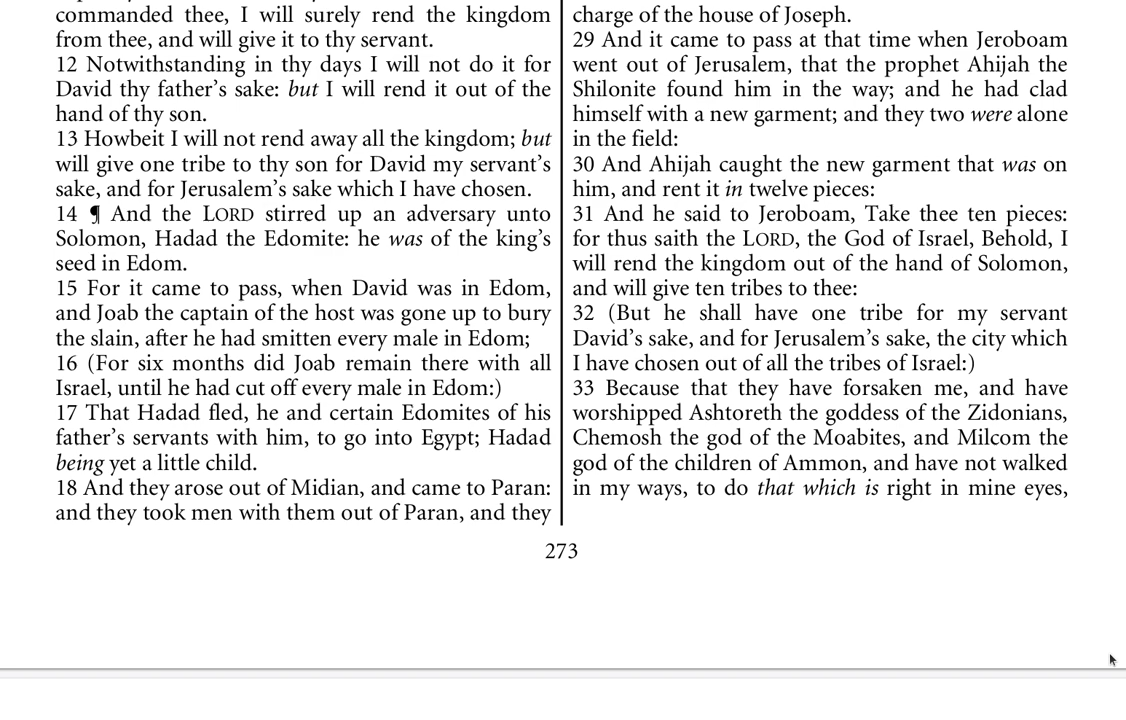 commanded thee, I will surely rend the kingdom
from thee, and will give it to thy servant.
12 Notwithstanding in thy days I will not do it for
David thy father’s sake: but I will rend it out of the
hand of thy son.
13 Howbeit I will not rend away all the kingdom; but
will give one tribe to thy son for David my servant’s
sake, and for Jerusalem’s sake which I have chosen.
14 ¶ And the LORD stirred up an adversary unto
Solomon, Hadad the Edomite: he was of the king’s
seed in Edom.
15 For it came to pass, when David was in Edom,
and Joab the captain of the host was gone up to bury
the slain, after he had smitten every male in Edom;
16 (For six months did Joab remain there with all
Israel, until he had cut off every male in Edom:)
17 That Hadad fled, he and certain Edomites of his
father’s servants with him, to go into Egypt; Hadad
being yet a little child.
18 And they arose out of Midian, and came to Paran:
and they took men with them out of Paran, and they
charge of the house of Joseph.
29 And it came to pass at that time when Jeroboam
went out of Jerusalem, that the prophet Ahijah the
Shilonite found him in the way; and he had clad
himself with a new garment; and they two were alone
in the field:
30 And Ahijah caught the new garment that was on
him, and rent it in twelve pieces:
31 And he said to Jeroboam, Take thee ten pieces:
for thus saith the LORD, the God of Israel, Behold, I
will rend the kingdom out of the hand of Solomon,
and will give ten tribes to thee:
32 (But he shall have one tribe for my servant
David’s sake, and for Jerusalem’s sake, the city which
I have chosen out of all the tribes of Israel:)
33 Because that they have forsaken me, and have
worshipped Ashtoreth the goddess of the Zidonians,
Chemosh the god of the Moabites, and Milcom the
god of the children of Ammon, and have not walked
in my ways, to do that which is right in mine eyes,
273